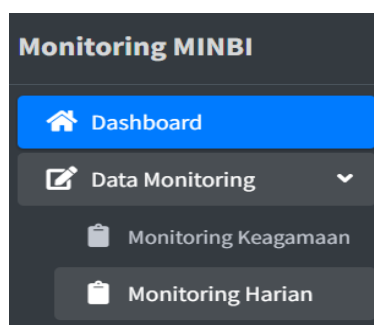 Monitoring MINBI
Dashboard
Data Monitoring
Monitoring Keagamaan
Monitoring Harian